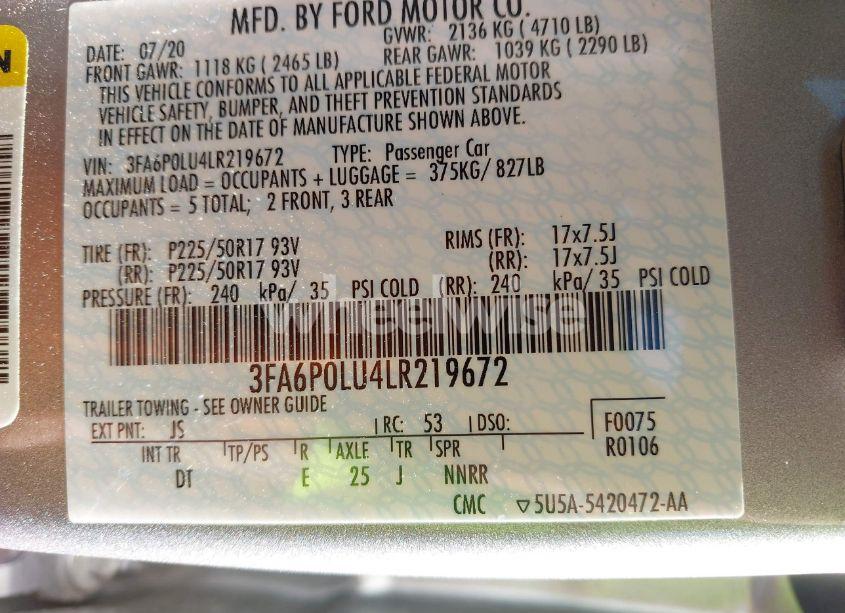 MFD. BY FORD MOTOR CO.
DATE: 07/20 GVWR: 2136 KG ( 4710 LB)
FRONT GAWR: 1118 KG ( 2465 LB) REAR GAWR: 1039 KG ( 2290 LB)
THIS VEHICLE CONFORMS TO ALL APPLICABLE FEDERAL MOTOR
VEHICLE SAFETY, BUMPER, AND THEFT PREVENTION STANDARDS
IN EFFECT ON THE DATE OF MANUFACTURE SHOWN ABOVE.
VIN: 3FA6P0LU4LR219672 TYPE: Passenger Car
MAXIMUM LOAD = OCCUPANTS + LUGGAGE = 375KG/ 827LB
OCCUPANTS = 5 TOTAL; 2 FRONT, 3 REAR
TIRE (FR): P225/50R17 93V RIMS (FR): 17x7.5J
(RR): P225/50R17 93V (RR): 17x7.5J
PRESSURE (FR): 240 kPa/ 35 PSI COLD (RR): 240 kPa/ 35 PSI COLD
wheelwise
3FA6P0LU4LR219672
TRAILER TOWING - SEE OWNER GUIDE
EXT PNT: JS RC: 53 DSO: F0075
INT TR TP/PS R AXLE TR SPR R0106
DT E 25 J NNRR
CMC ▽5U5A-5420472-AA
N